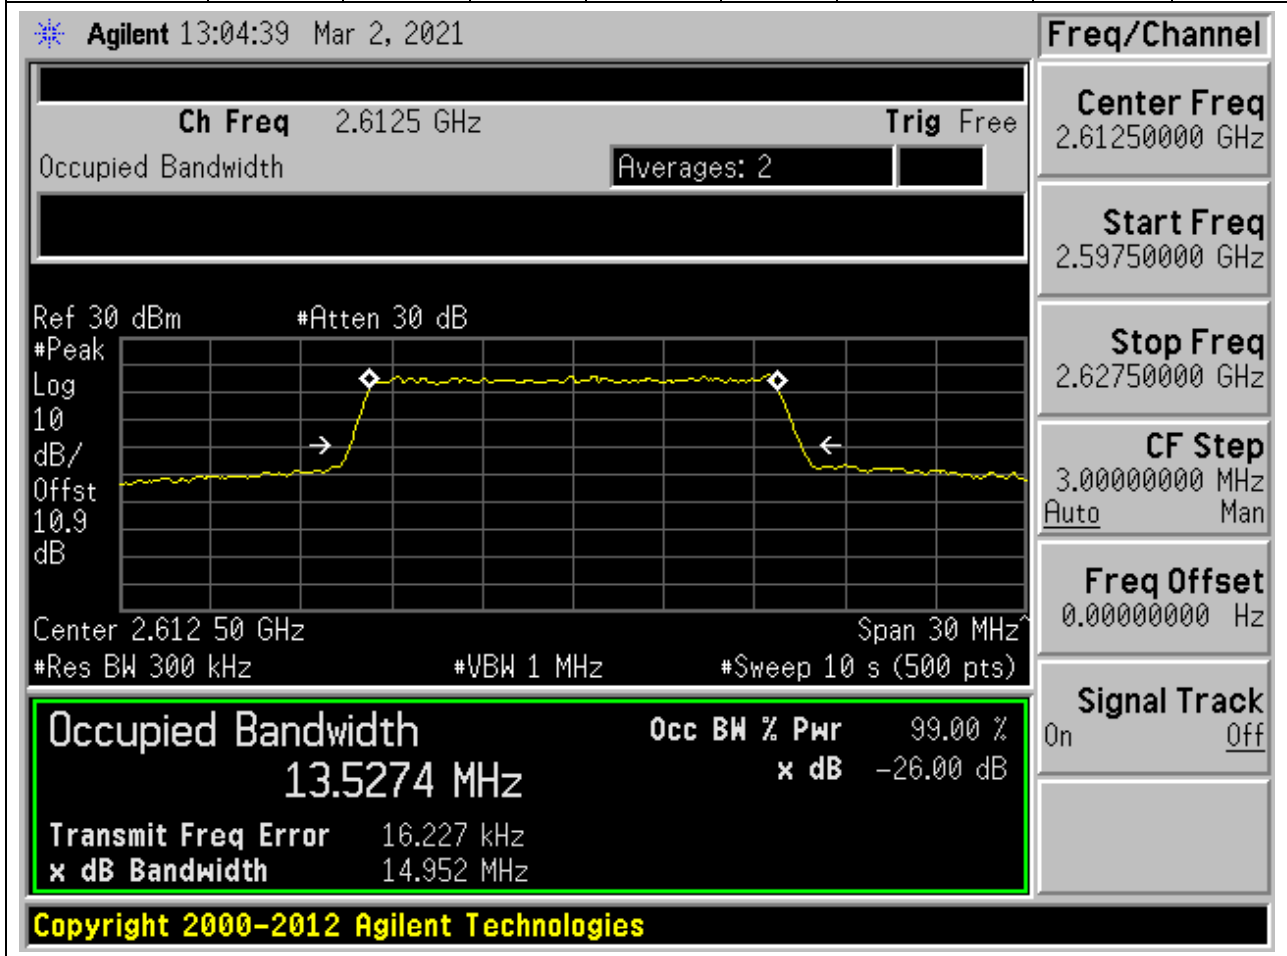 Agilent 13:04:39 Mar 2, 2021
Freq/Channel
Ch Freq 2.6125 GHz Trig Free
Occupied Bandwidth Averages: 2
Center Freq
2.61250000 GHz
Start Freq
2.59750000 GHz
Stop Freq
2.62750000 GHz
CF Step
3.00000000 MHz
Auto Man
Freq Offset
0.00000000 Hz
Signal Track
On Off
Ref 30 dBm #Atten 30 dB
#Peak
Log
10
dB/
Offst
10.9
dB
Center 2.612 50 GHz Span 30 MHz^
#Res BW 300 kHz #VBW 1 MHz #Sweep 10 s (500 pts)
Occupied Bandwidth Occ BW % Pwr 99.00 %
13.5274 MHz x dB -26.00 dB
Transmit Freq Error 16.227 kHz
x dB Bandwidth 14.952 MHz
Copyright 2000-2012 Agilent Technologies